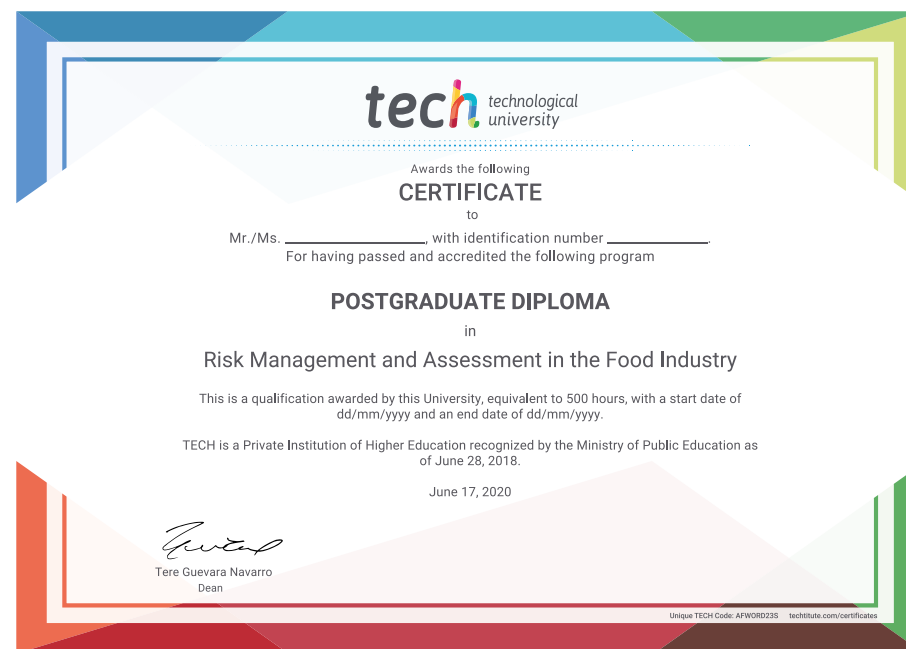 tech technological
university
Awards the following
CERTIFICATE
to
Mr./Ms. ____________________, with identification number ______________.
For having passed and accredited the following program
POSTGRADUATE DIPLOMA
in
Risk Management and Assessment in the Food Industry
This is a qualification awarded by this University, equivalent to 500 hours, with a start date of
dd/mm/yyyy and an end date of dd/mm/yyyy.
TECH is a Private Institution of Higher Education recognized by the Ministry of Public Education as
of June 28, 2018.
June 17, 2020
Tere Guevara Navarro
Dean
Unique TECH Code: AFWORD23S techtitute.com/certificates